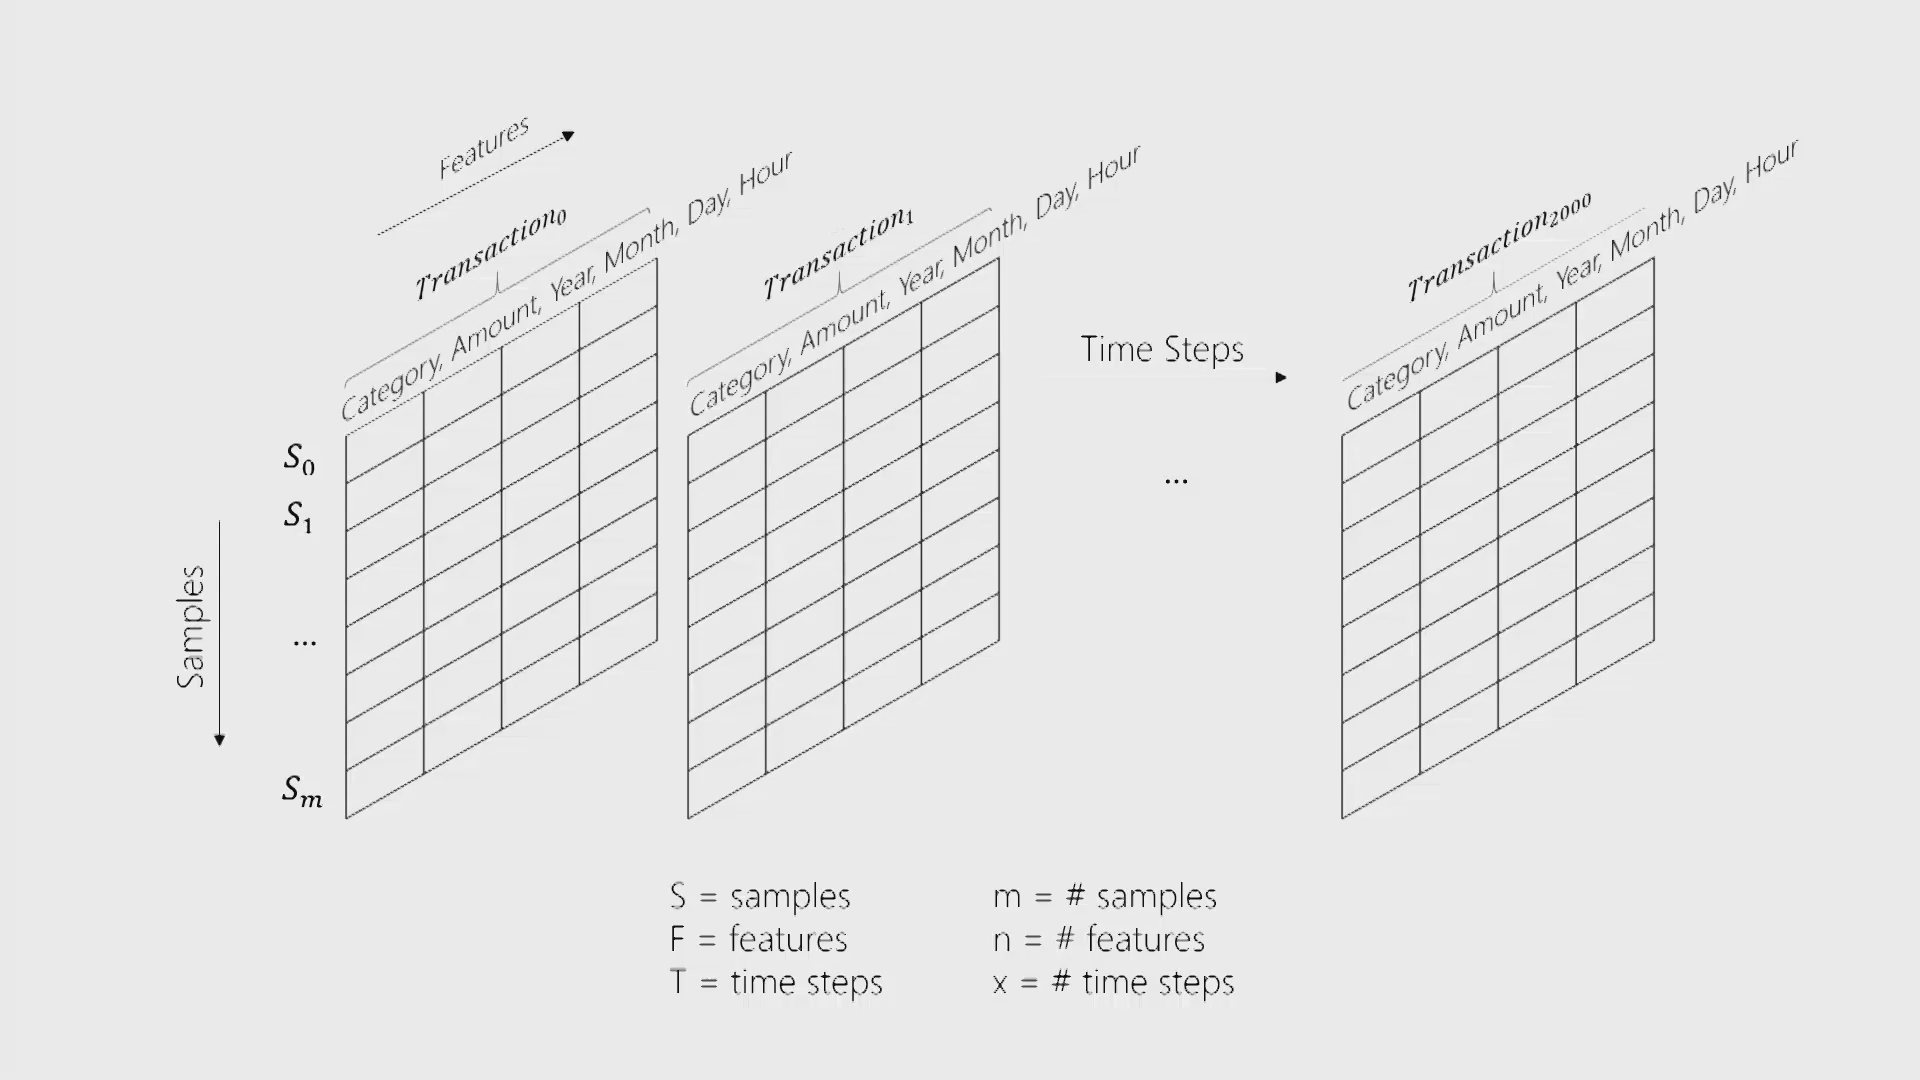 Features
Transaction₀
Category, Amount, Year, Month, Day, Hour
Transaction₁
Category, Amount, Year, Month, Day, Hour
Time Steps
...
Transaction₂₀₀₀
Category, Amount, Year, Month, Day, Hour
Samples
S₀
S₁
...
Sₘ
S = samples
F = features
T = time steps
m = # samples
n = # features
x = # time steps